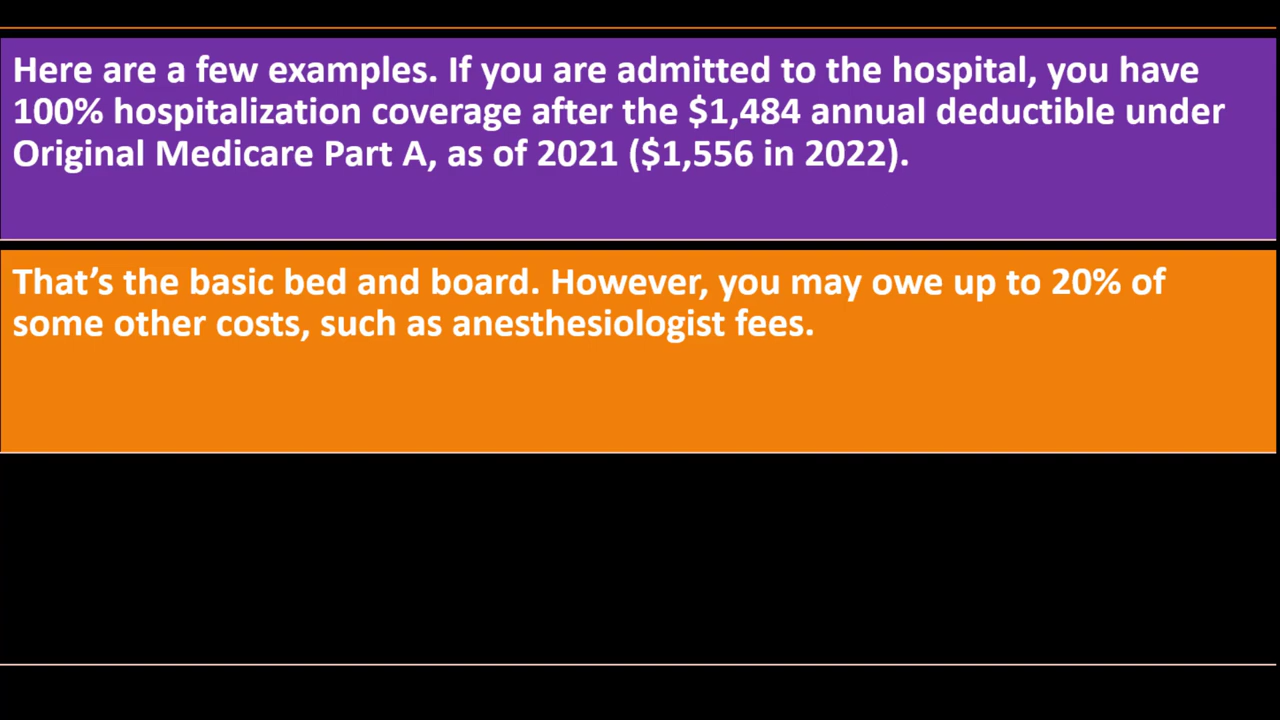 Here are a few examples. If you are admitted to the hospital, you have
100% hospitalization coverage after the $1,484 annual deductible under
Original Medicare Part A, as of 2021 ($1,556 in 2022).
That’s the basic bed and board. However, you may owe up to 20% of
some other costs, such as anesthesiologist fees.